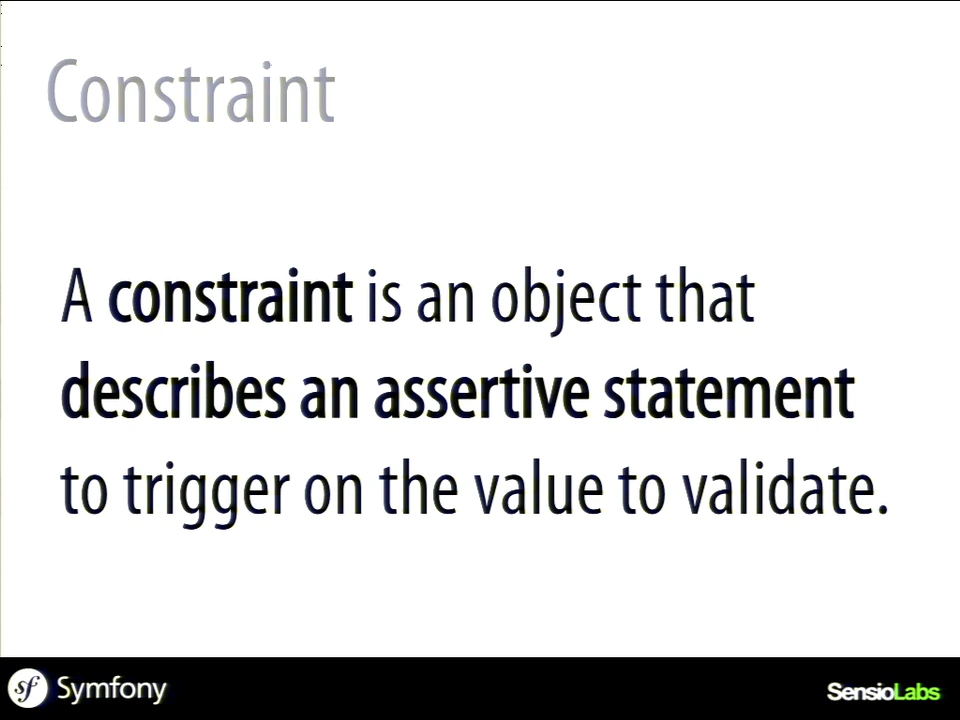 Constraint
A constraint is an object that
describes an assertive statement
to trigger on the value to validate.
sf Symfony
SensioLabs